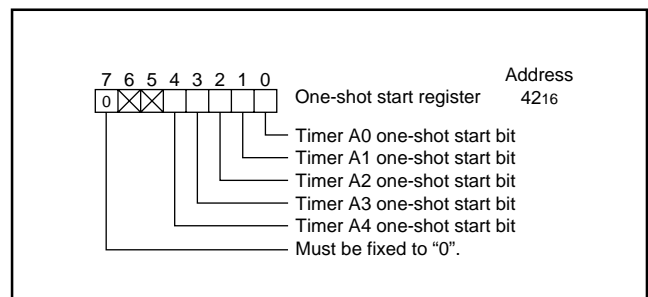 7 6 5 4 3 2 1 0
Address
0
One-shot start register
4216
Timer A0 one-shot start bit
Timer A1 one-shot start bit
Timer A2 one-shot start bit
Timer A3 one-shot start bit
Timer A4 one-shot start bit
Must be fixed to “0”.